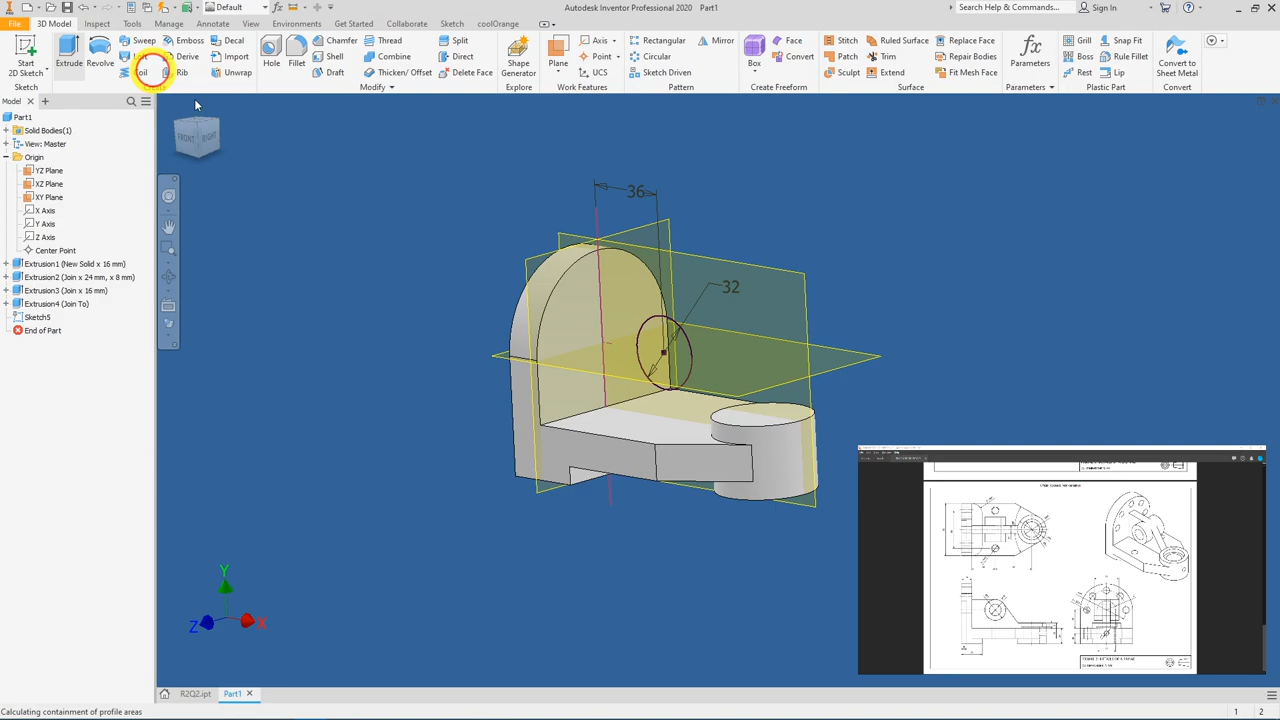 Default
Autodesk Inventor Professional 2020 Part1
Search Help & Commands...
Sign In
File 3D Model Inspect Tools Manage Annotate View Environments Get Started Collaborate Sketch coolOrange
Start 2D Sketch
Extrude
Revolve
Sweep
Emboss
Decal
Derive
Import
Coil
Rib
Unwrap
Hole
Fillet
Chamfer
Thread
Split
Shell
Combine
Direct
Draft
Thicken/ Offset
Delete Face
Shape Generator
Plane
Axis
Point
UCS
Rectangular
Mirror
Circular
Sketch Driven
Box
Face
Convert
Stitch
Ruled Surface
Replace Face
Patch
Trim
Repair Bodies
Sculpt
Extend
Fit Mesh Face
Parameters
Grill
Snap Fit
Boss
Rule Fillet
Rest
Lip
Convert to Sheet Metal
Sketch
Create
Modify
Explore
Work Features
Pattern
Create Freeform
Surface
Parameters
Plastic Part
Convert
Model
Part1
Solid Bodies(1)
View: Master
Origin
YZ Plane
XZ Plane
XY Plane
X Axis
Y Axis
Z Axis
Center Point
Extrusion1 (New Solid x 16 mm)
Extrusion2 (Join x 24 mm, x 8 mm)
Extrusion3 (Join x 16 mm)
Extrusion4 (Join To)
Sketch5
End of Part
FRONT RIGHT
36
32
Y
Z
X
R2Q2.ipt
Part1
Calculating containment of profile areas
1 2